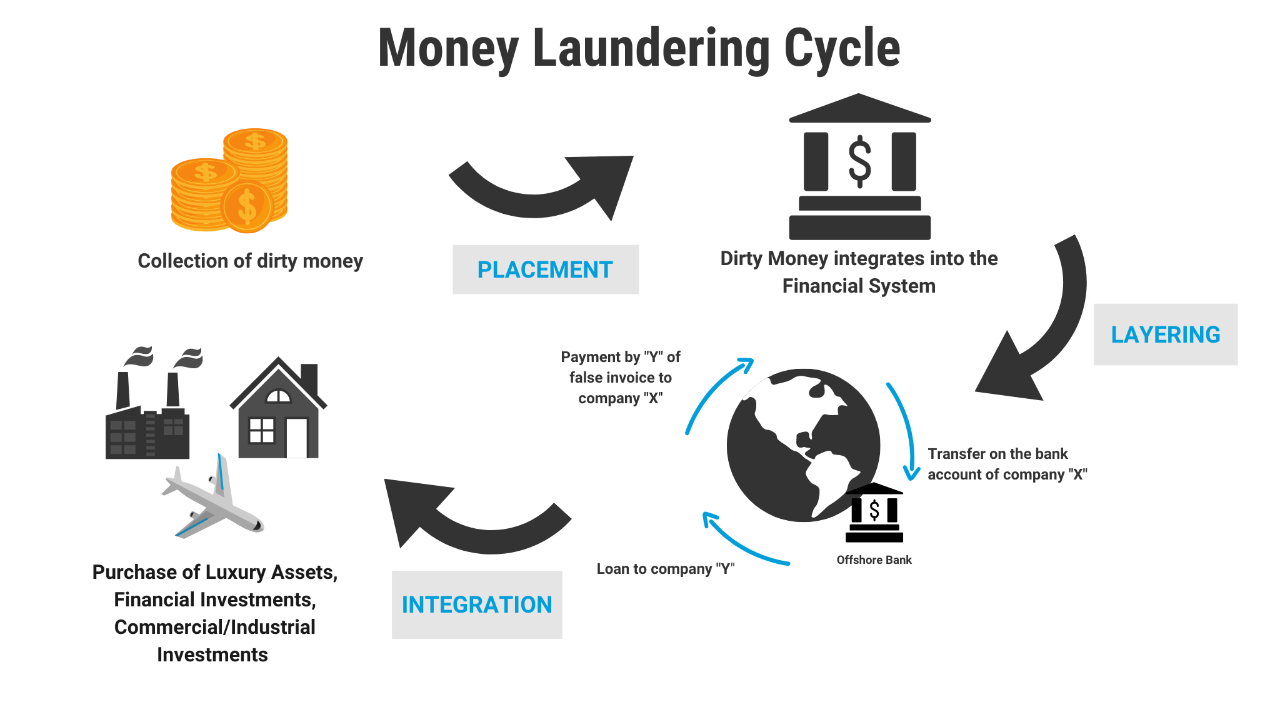 Money Laundering Cycle
$
$
$
$
Collection of dirty money
PLACEMENT
Dirty Money integrates into the
Financial System
LAYERING
Payment by "Y" of
false invoice to
company "X"
Transfer on the bank
account of company "X"
$
Offshore Bank
Loan to company "Y"
INTEGRATION
Purchase of Luxury Assets,
Financial Investments,
Commercial/Industrial
Investments